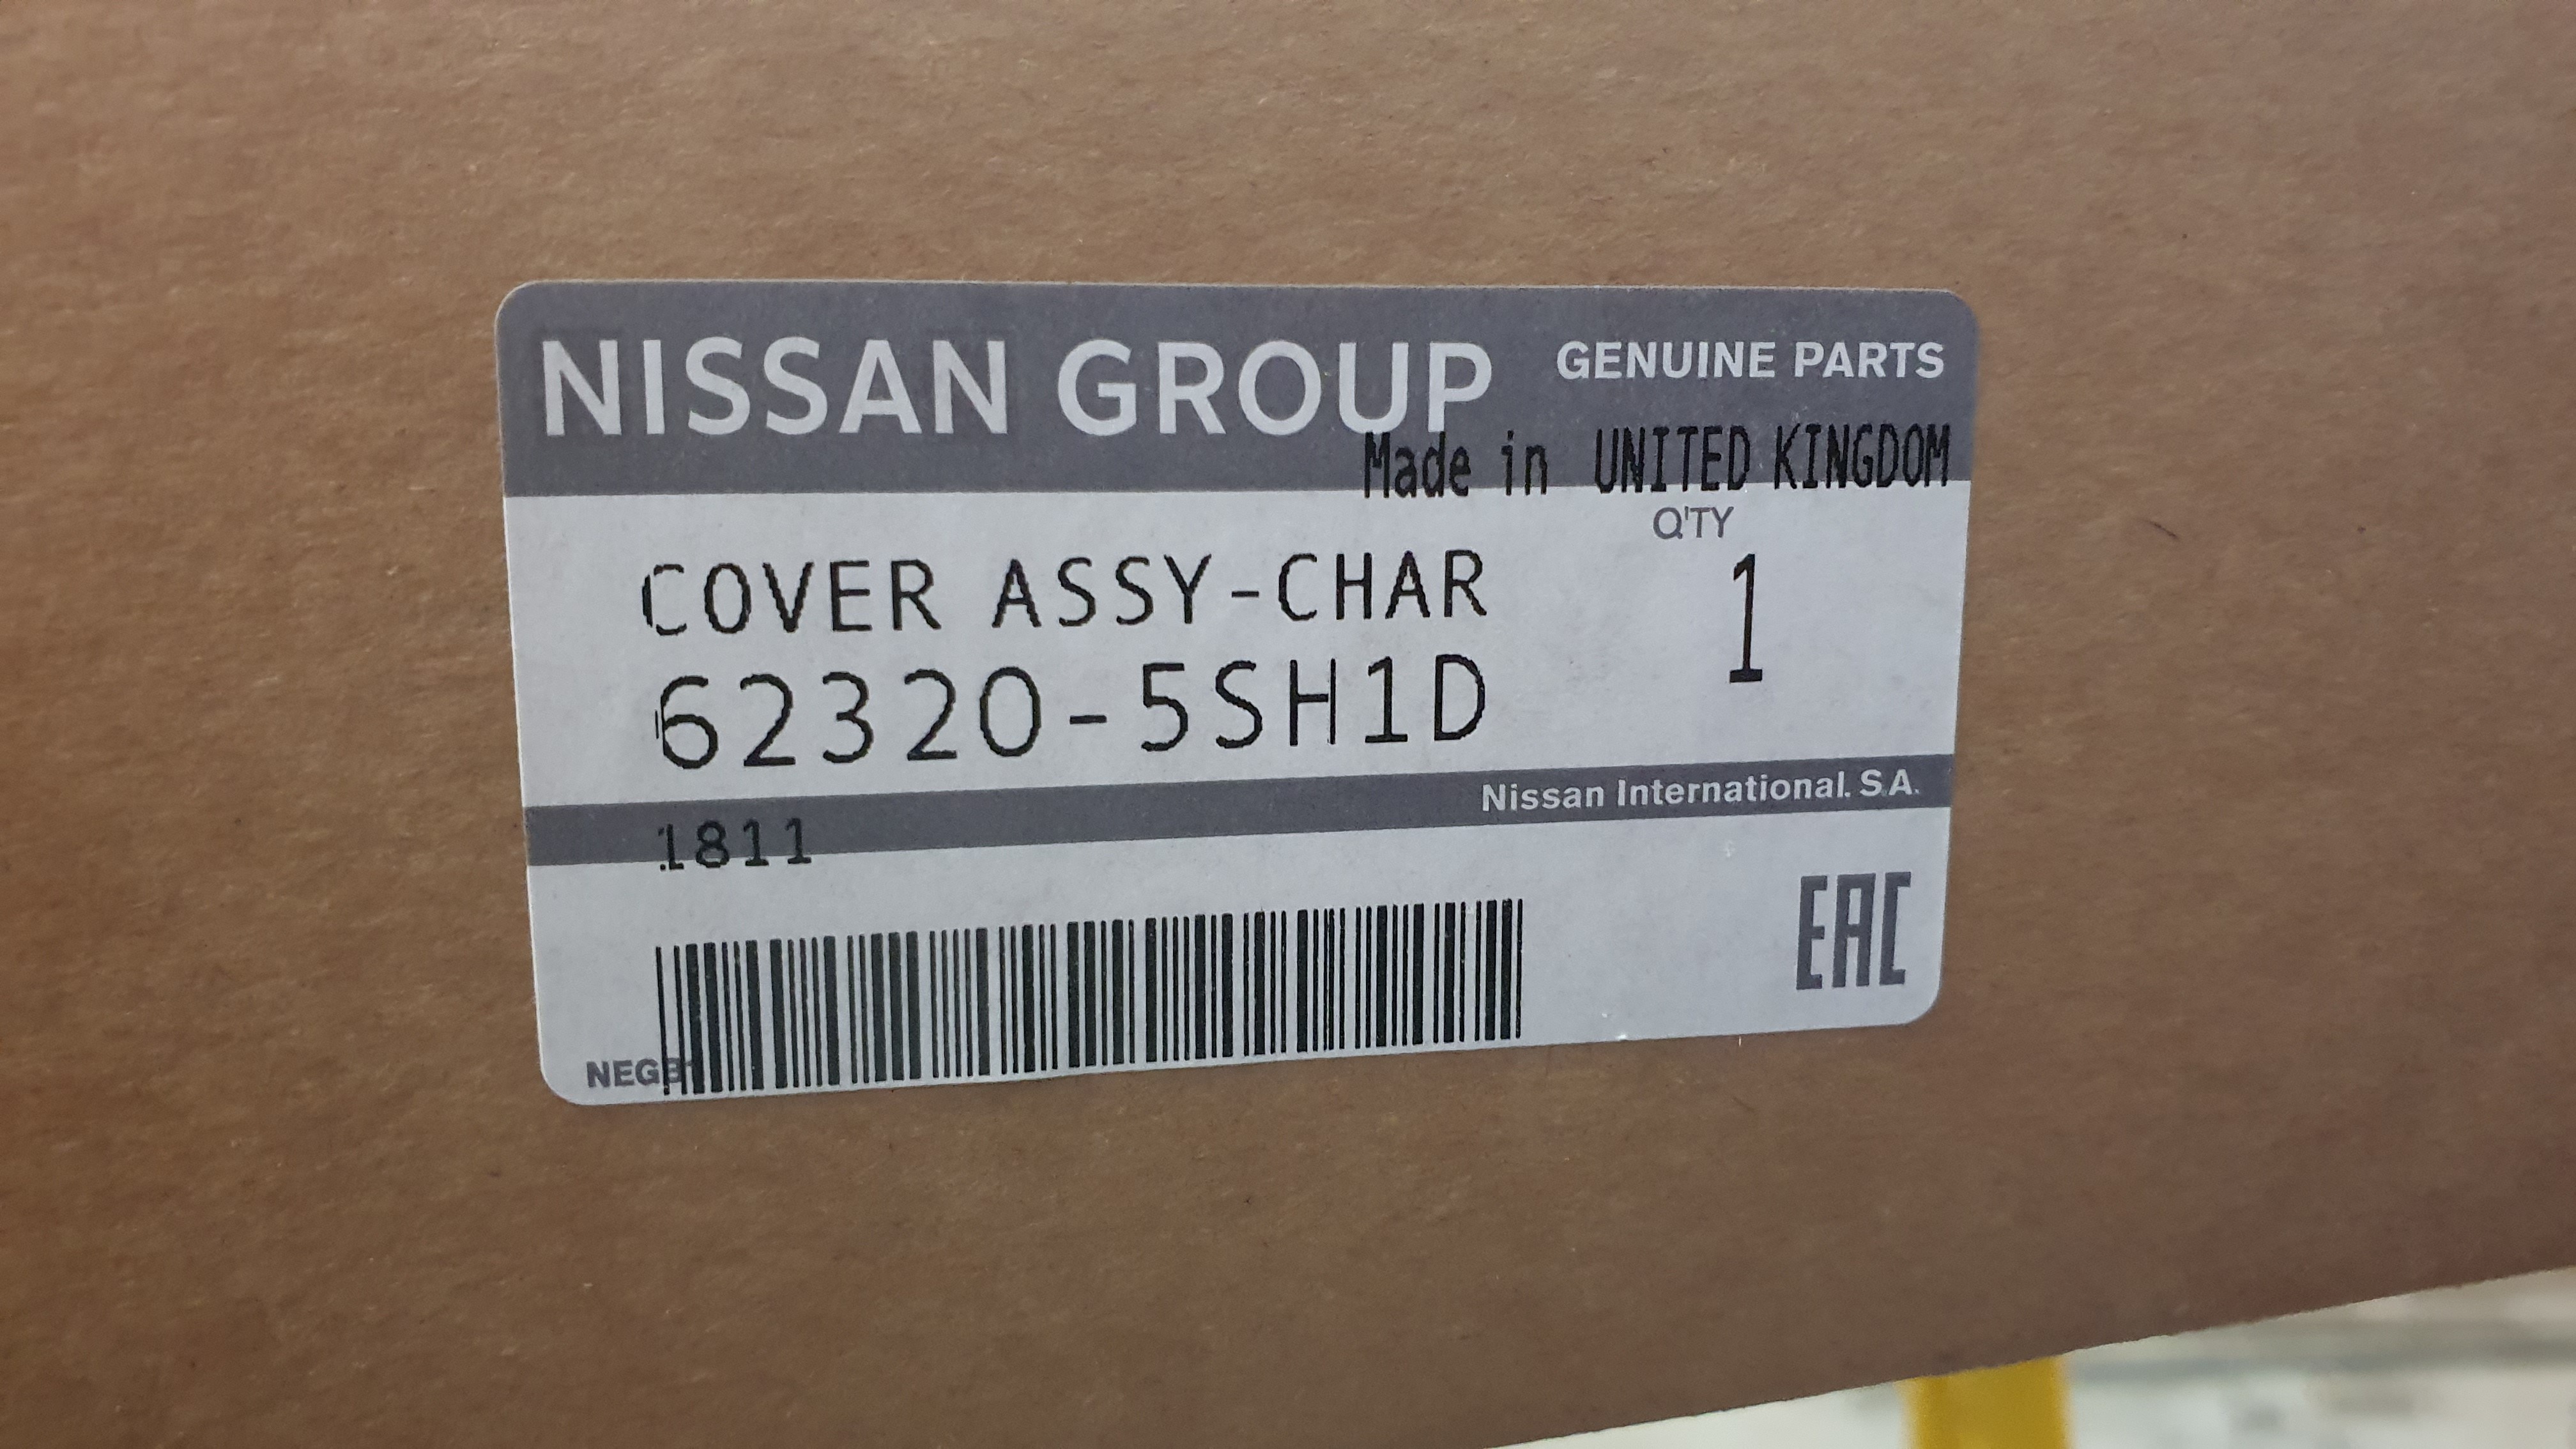 NISSAN GROUP GENUINE PARTS
Made in UNITED KINGDOM
Q'TY
COVER ASSY-CHAR 1
62320-5SH1D
Nissan International. S.A.
1811
EAC